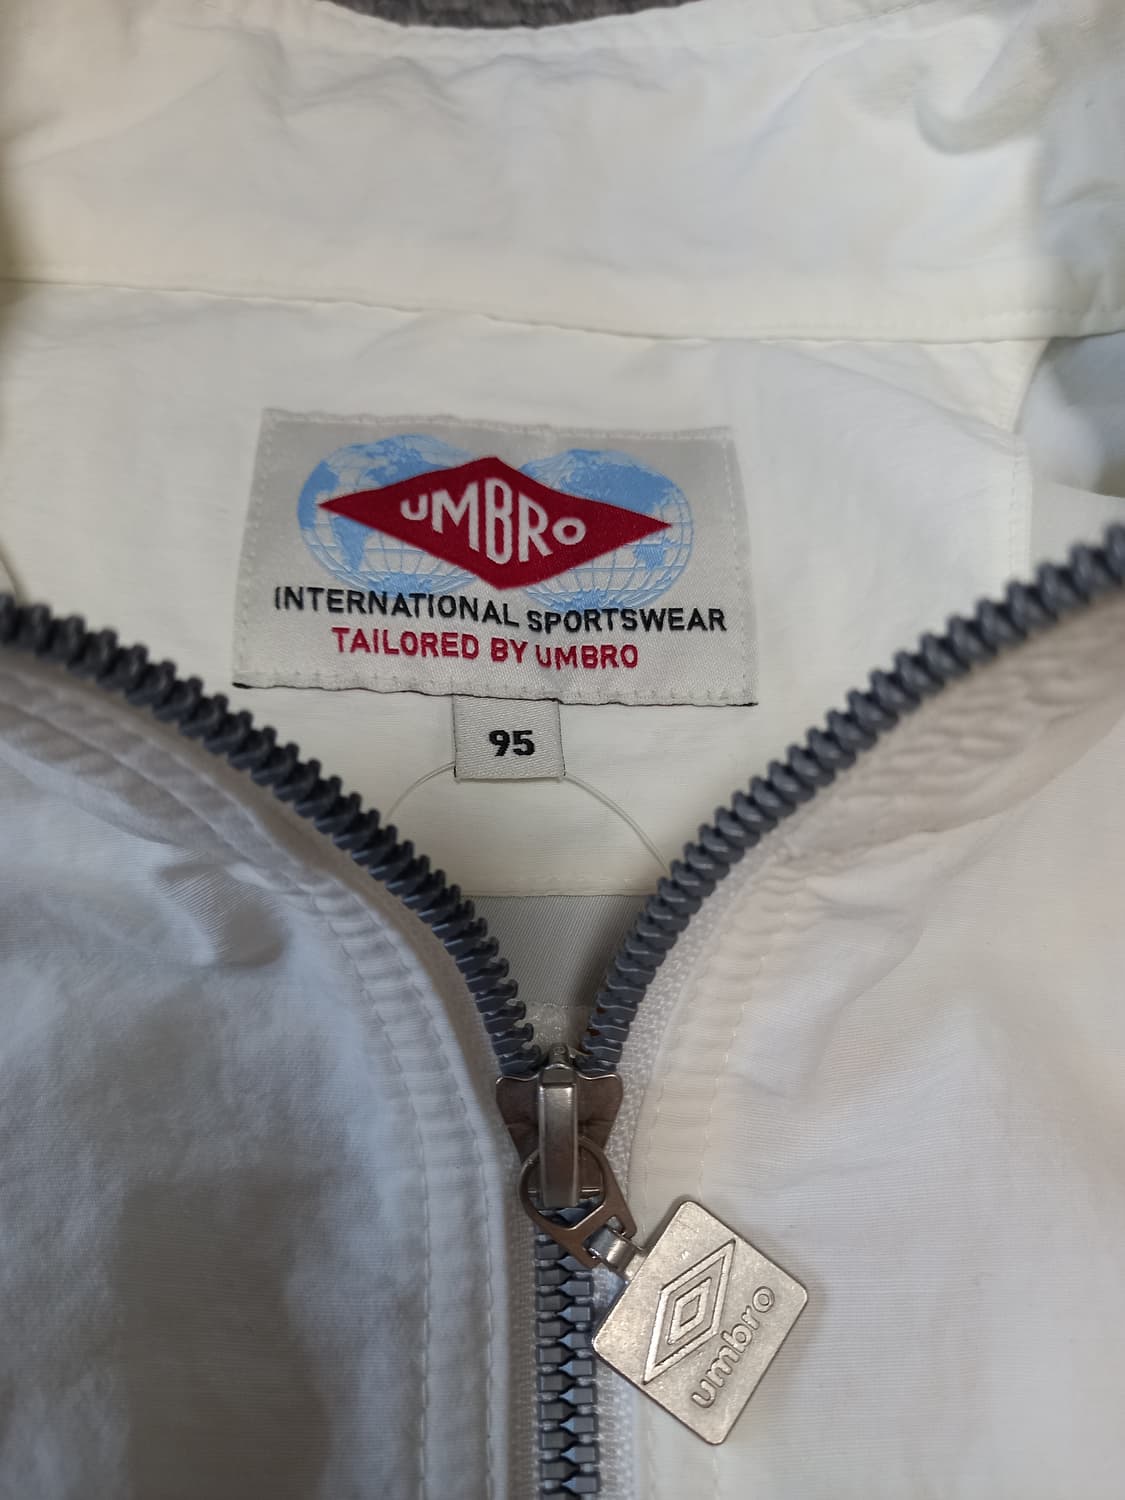 UMBRO
INTERNATIONAL SPORTSWEAR
TAILORED BY UMBRO
95
umbro